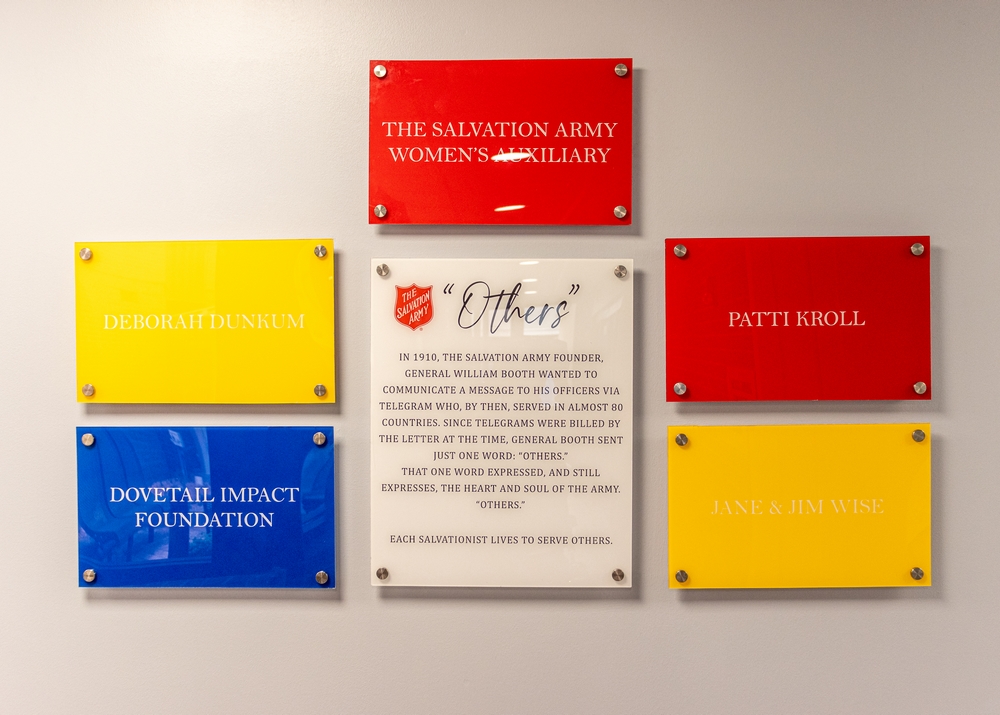 THE SALVATION ARMY
WOMEN'S AUXILIARY
DEBORAH DUNKUM
DOVETAIL IMPACT
FOUNDATION
THE
SALVATION
ARMY
"Others"
IN 1910, THE SALVATION ARMY FOUNDER,
GENERAL WILLIAM BOOTH WANTED TO
COMMUNICATE A MESSAGE TO HIS OFFICERS VIA
TELEGRAM WHO, BY THEN, SERVED IN ALMOST 80
COUNTRIES. SINCE TELEGRAMS WERE BILLED BY
THE LETTER AT THE TIME, GENERAL BOOTH SENT
JUST ONE WORD: "OTHERS."
THAT ONE WORD EXPRESSED, AND STILL
EXPRESSES, THE HEART AND SOUL OF THE ARMY.
"OTHERS."
EACH SALVATIONIST LIVES TO SERVE OTHERS.
PATTI KROLL
JANE & JIM WISE